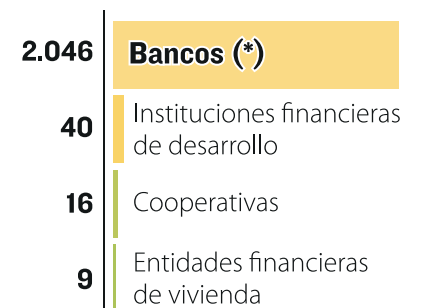 2.046 Bancos (*)
40 Instituciones financieras
de desarrollo
16 Cooperativas
9 Entidades financieras
de vivienda